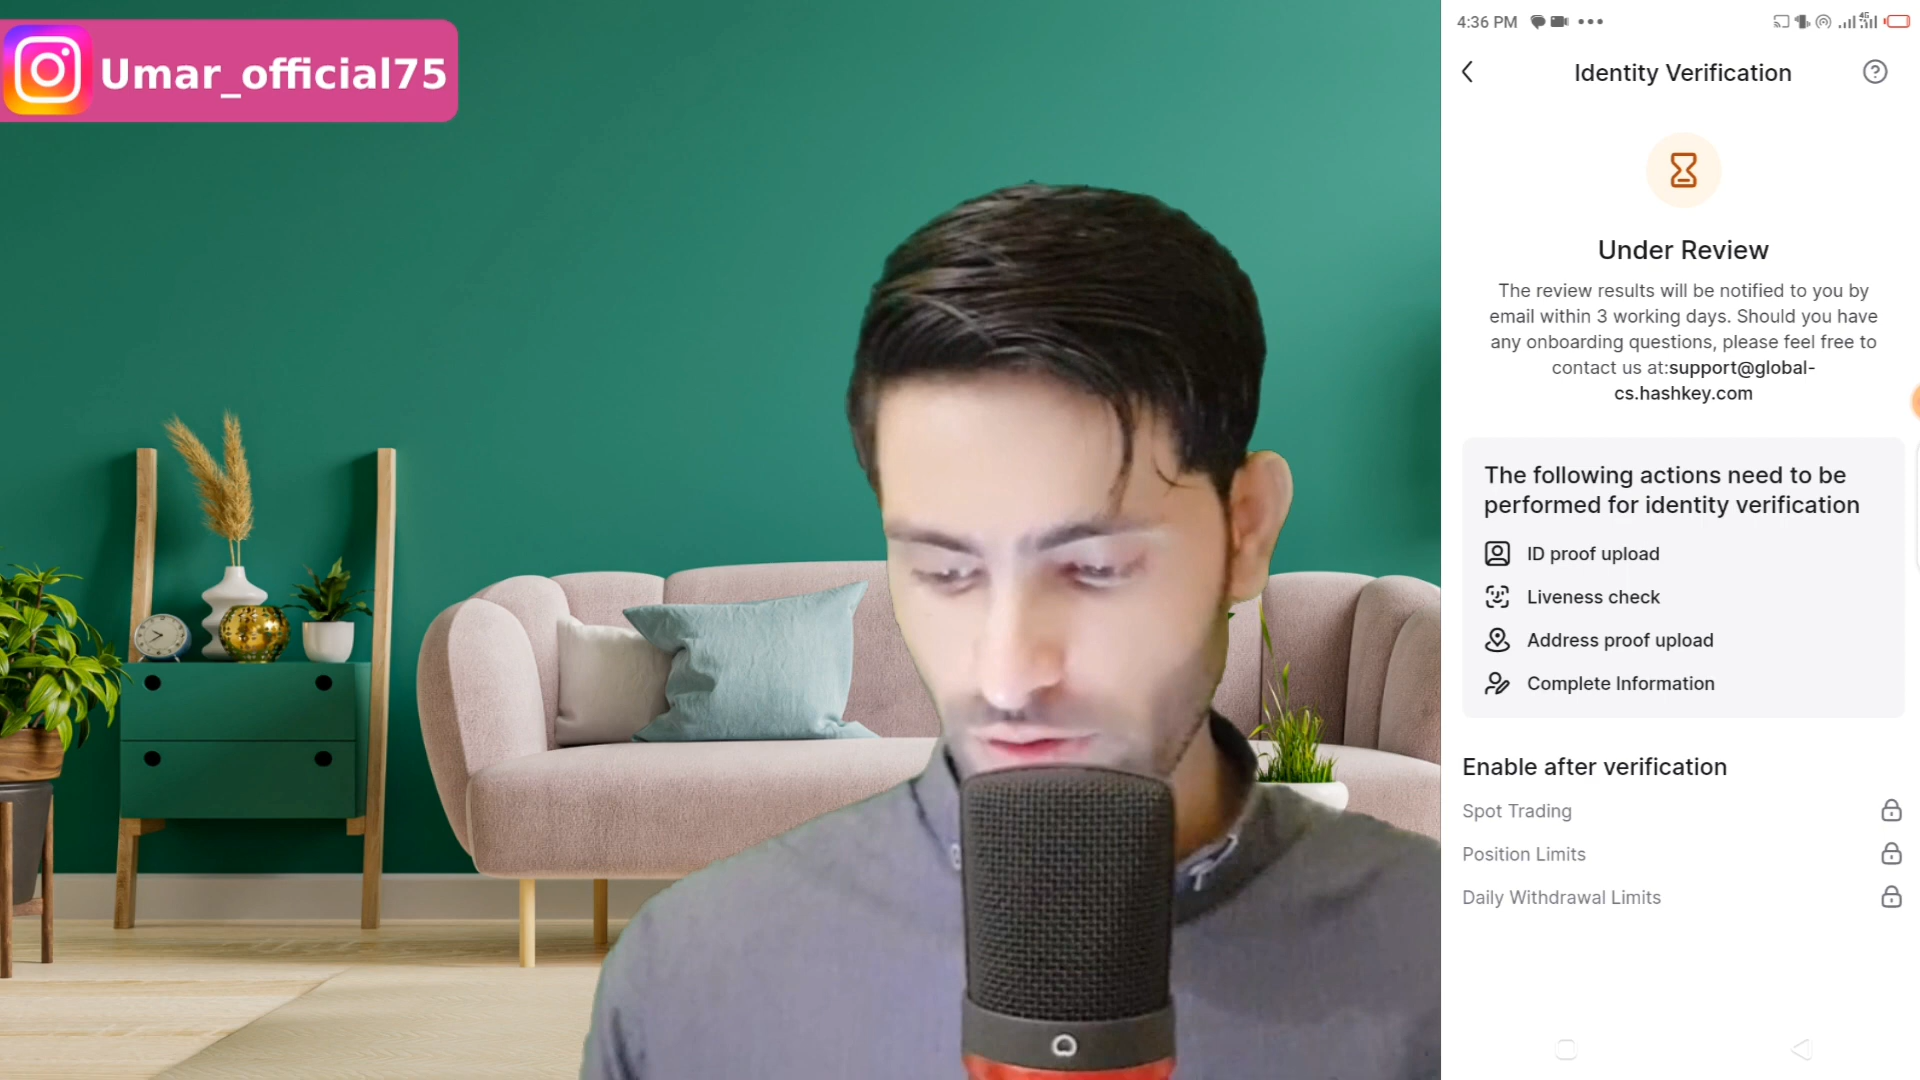 Umar_official75
4:36 PM
4G
Identity Verification
Under Review
The review results will be notified to you by
email within 3 working days. Should you have
any onboarding questions, please feel free to
contact us at:support@global-
cs.hashkey.com
The following actions need to be
performed for identity verification
ID proof upload
Liveness check
Address proof upload
Complete Information
Enable after verification
Spot Trading
Position Limits
Daily Withdrawal Limits